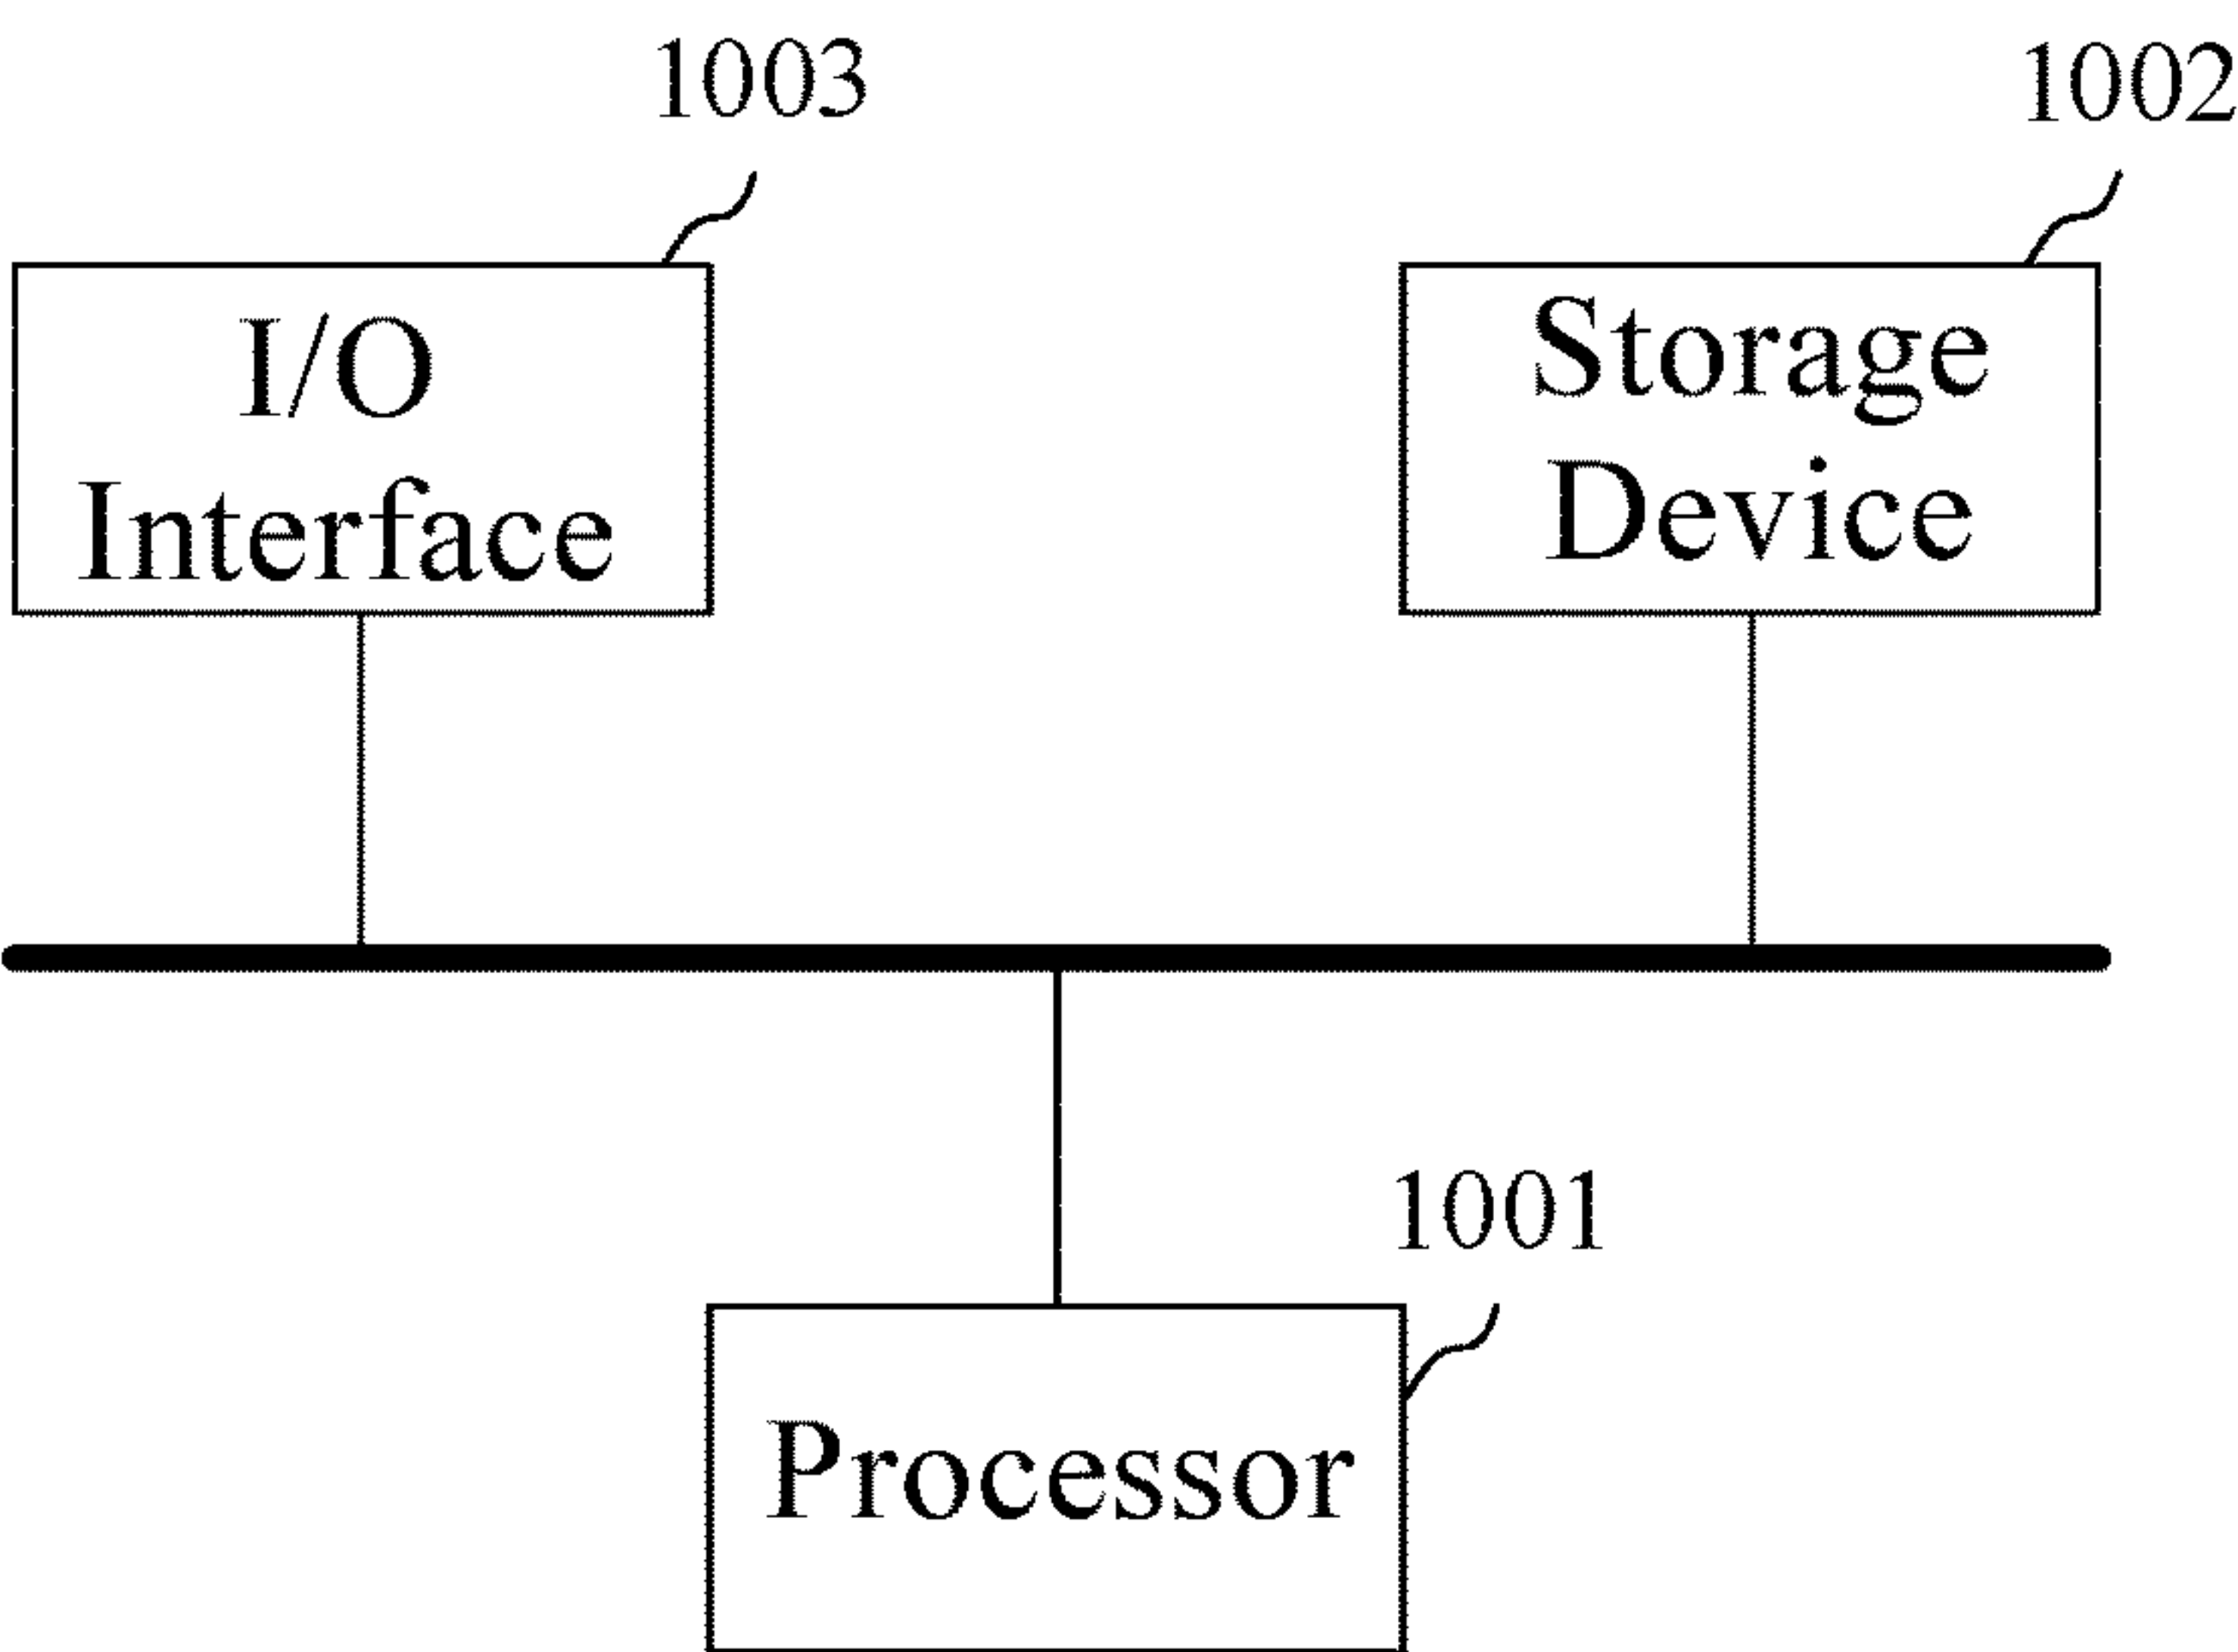 1003
1002
I/O
Interface
Storage
Device
1001
Processor